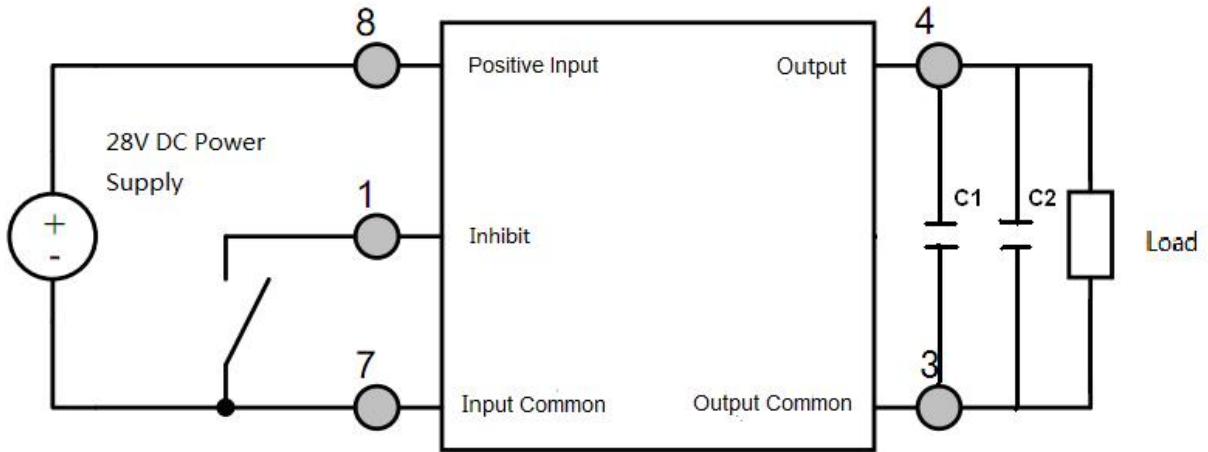 8
4
Positive Input
Output
28V DC Power
Supply
+
-
1
Inhibit
C1
C2
Load
7
3
Input Common
Output Common